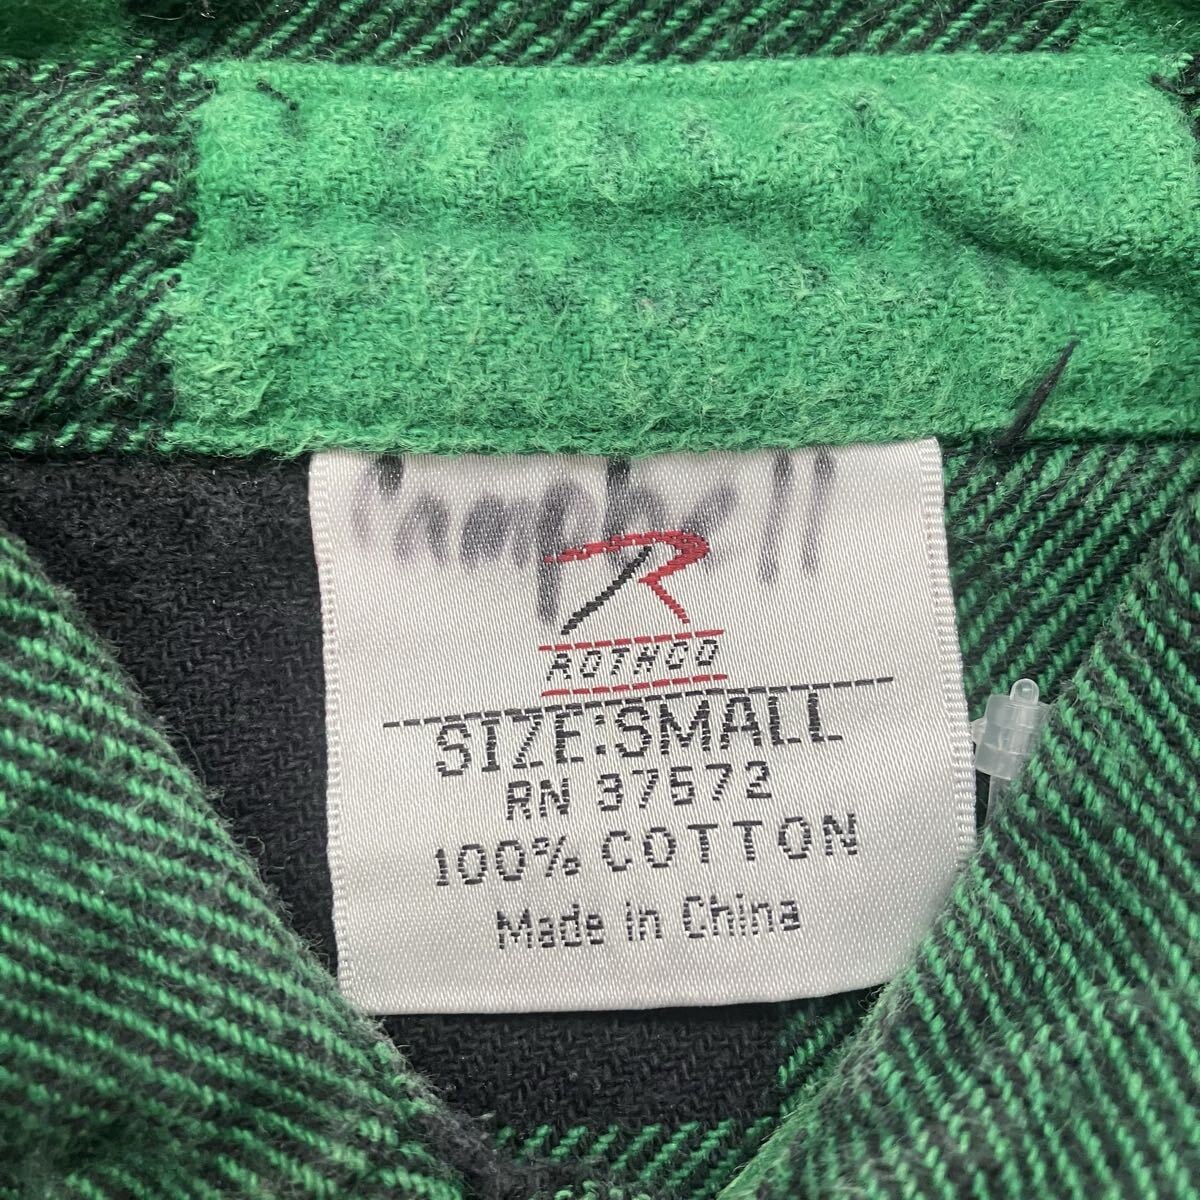 Campbell
ROTHCO
SIZE:SMALL
RN 37572
100% COTTON
Made in China